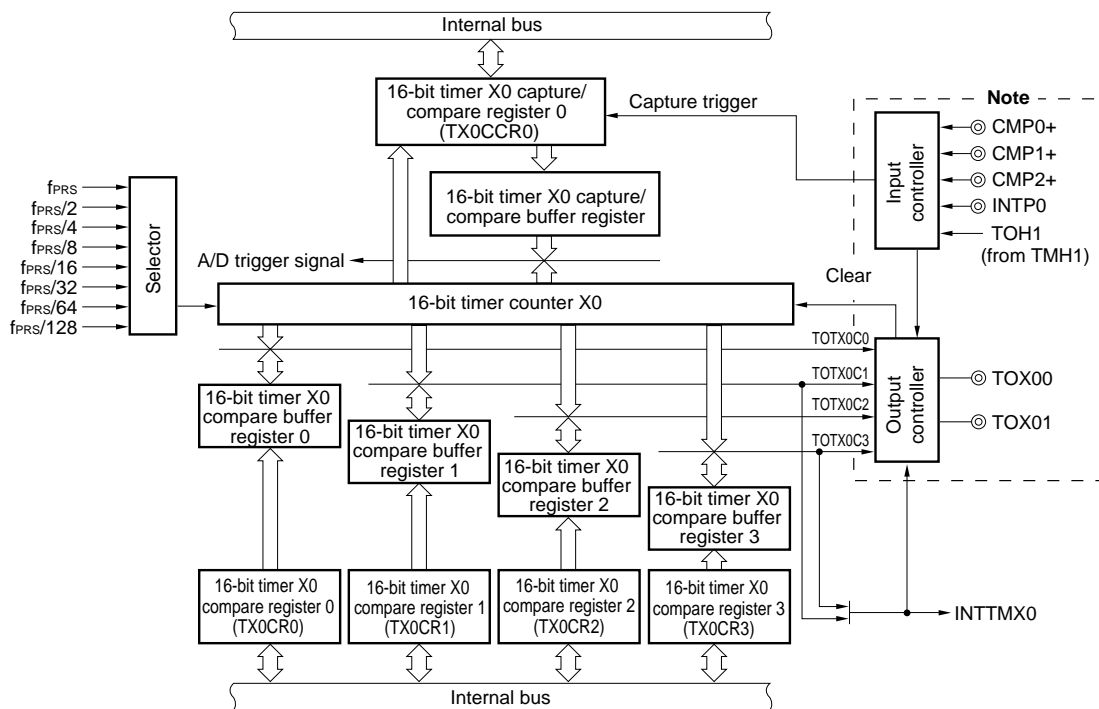 Internal bus
16-bit timer X0 capture/
compare register 0
(TX0CCR0)
Capture trigger
Note
CMP0+
CMP1+
CMP2+
INTP0
TOH1
(from TMH1)
Input
controller
16-bit timer X0 capture/
compare buffer register
fPRS
fPRS/2
fPRS/4
fPRS/8
fPRS/16
fPRS/32
fPRS/64
fPRS/128
Selector
A/D trigger signal
Clear
16-bit timer counter X0
TOTX0C0
TOTX0C1
TOTX0C2
TOTX0C3
Output
controller
TOX00
TOX01
16-bit timer X0
compare buffer
register 0
16-bit timer X0
compare buffer
register 1
16-bit timer X0
compare buffer
register 2
16-bit timer X0
compare buffer
register 3
16-bit timer X0
compare register 0
(TX0CR0)
16-bit timer X0
compare register 1
(TX0CR1)
16-bit timer X0
compare register 2
(TX0CR2)
16-bit timer X0
compare register 3
(TX0CR3)
INTTMX0
Internal bus